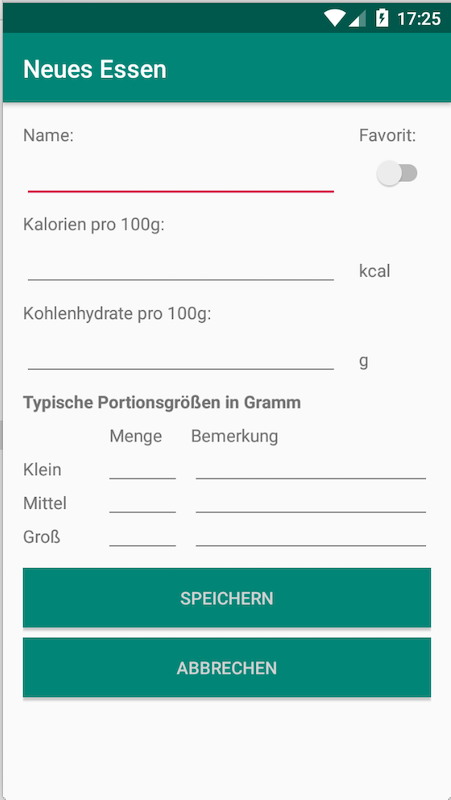 17:25
Neues Essen
Name: Favorit:
Kalorien pro 100g:
kcal
Kohlenhydrate pro 100g:
g
Typische Portionsgrößen in Gramm
Menge Bemerkung
Klein
Mittel
Groß
SPEICHERN
ABBRECHEN